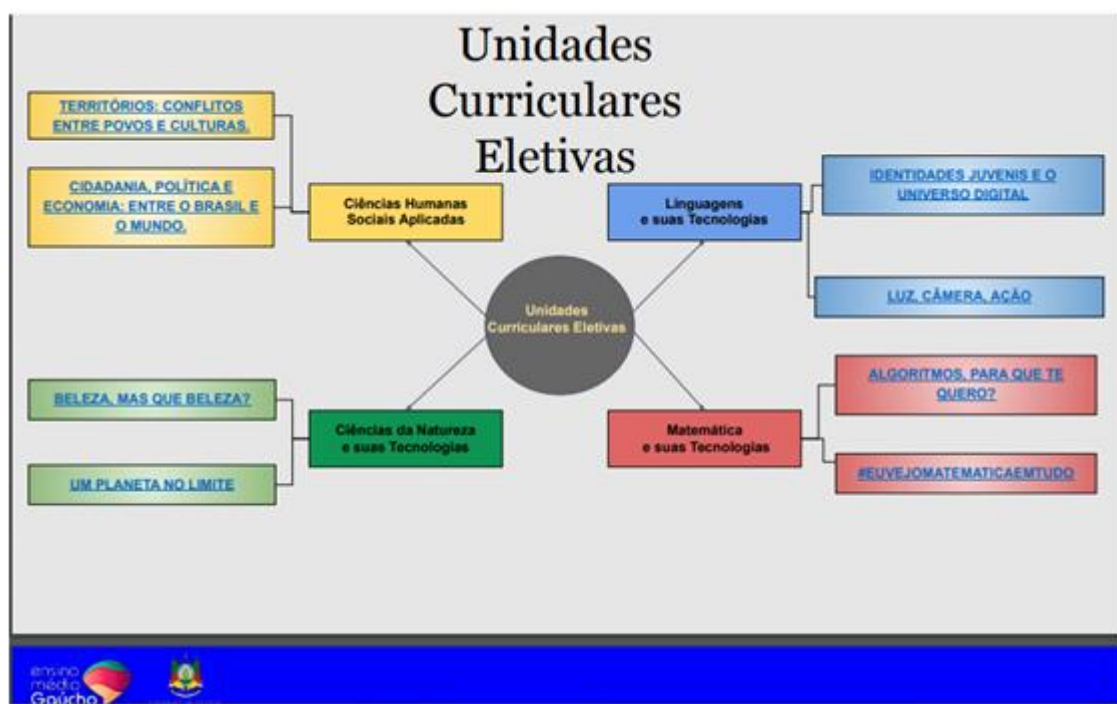 Unidades
Curriculares
Eletivas
TERRITÓRIOS: CONFLITOS
ENTRE POVOS E CULTURAS.
CIDADANIA, POLÍTICA E
ECONOMIA: ENTRE O BRASIL E
O MUNDO.
Ciências Humanas
Sociais Aplicadas
Linguagens
e suas Tecnologias
IDENTIDADES JUVENIS E O
UNIVERSO DIGITAL
LUZ, CÂMERA, AÇÃO
Unidades
Curriculares Eletivas
BELEZA, MAS QUE BELEZA?
UM PLANETA NO LIMITE
Ciências da Natureza
e suas Tecnologias
Matemática
e suas Tecnologias
ALGORITMOS, PARA QUE TE
QUERO?
#EUVEJOMATEMATICAEMTUDO
ensino
médio
Gaúcho